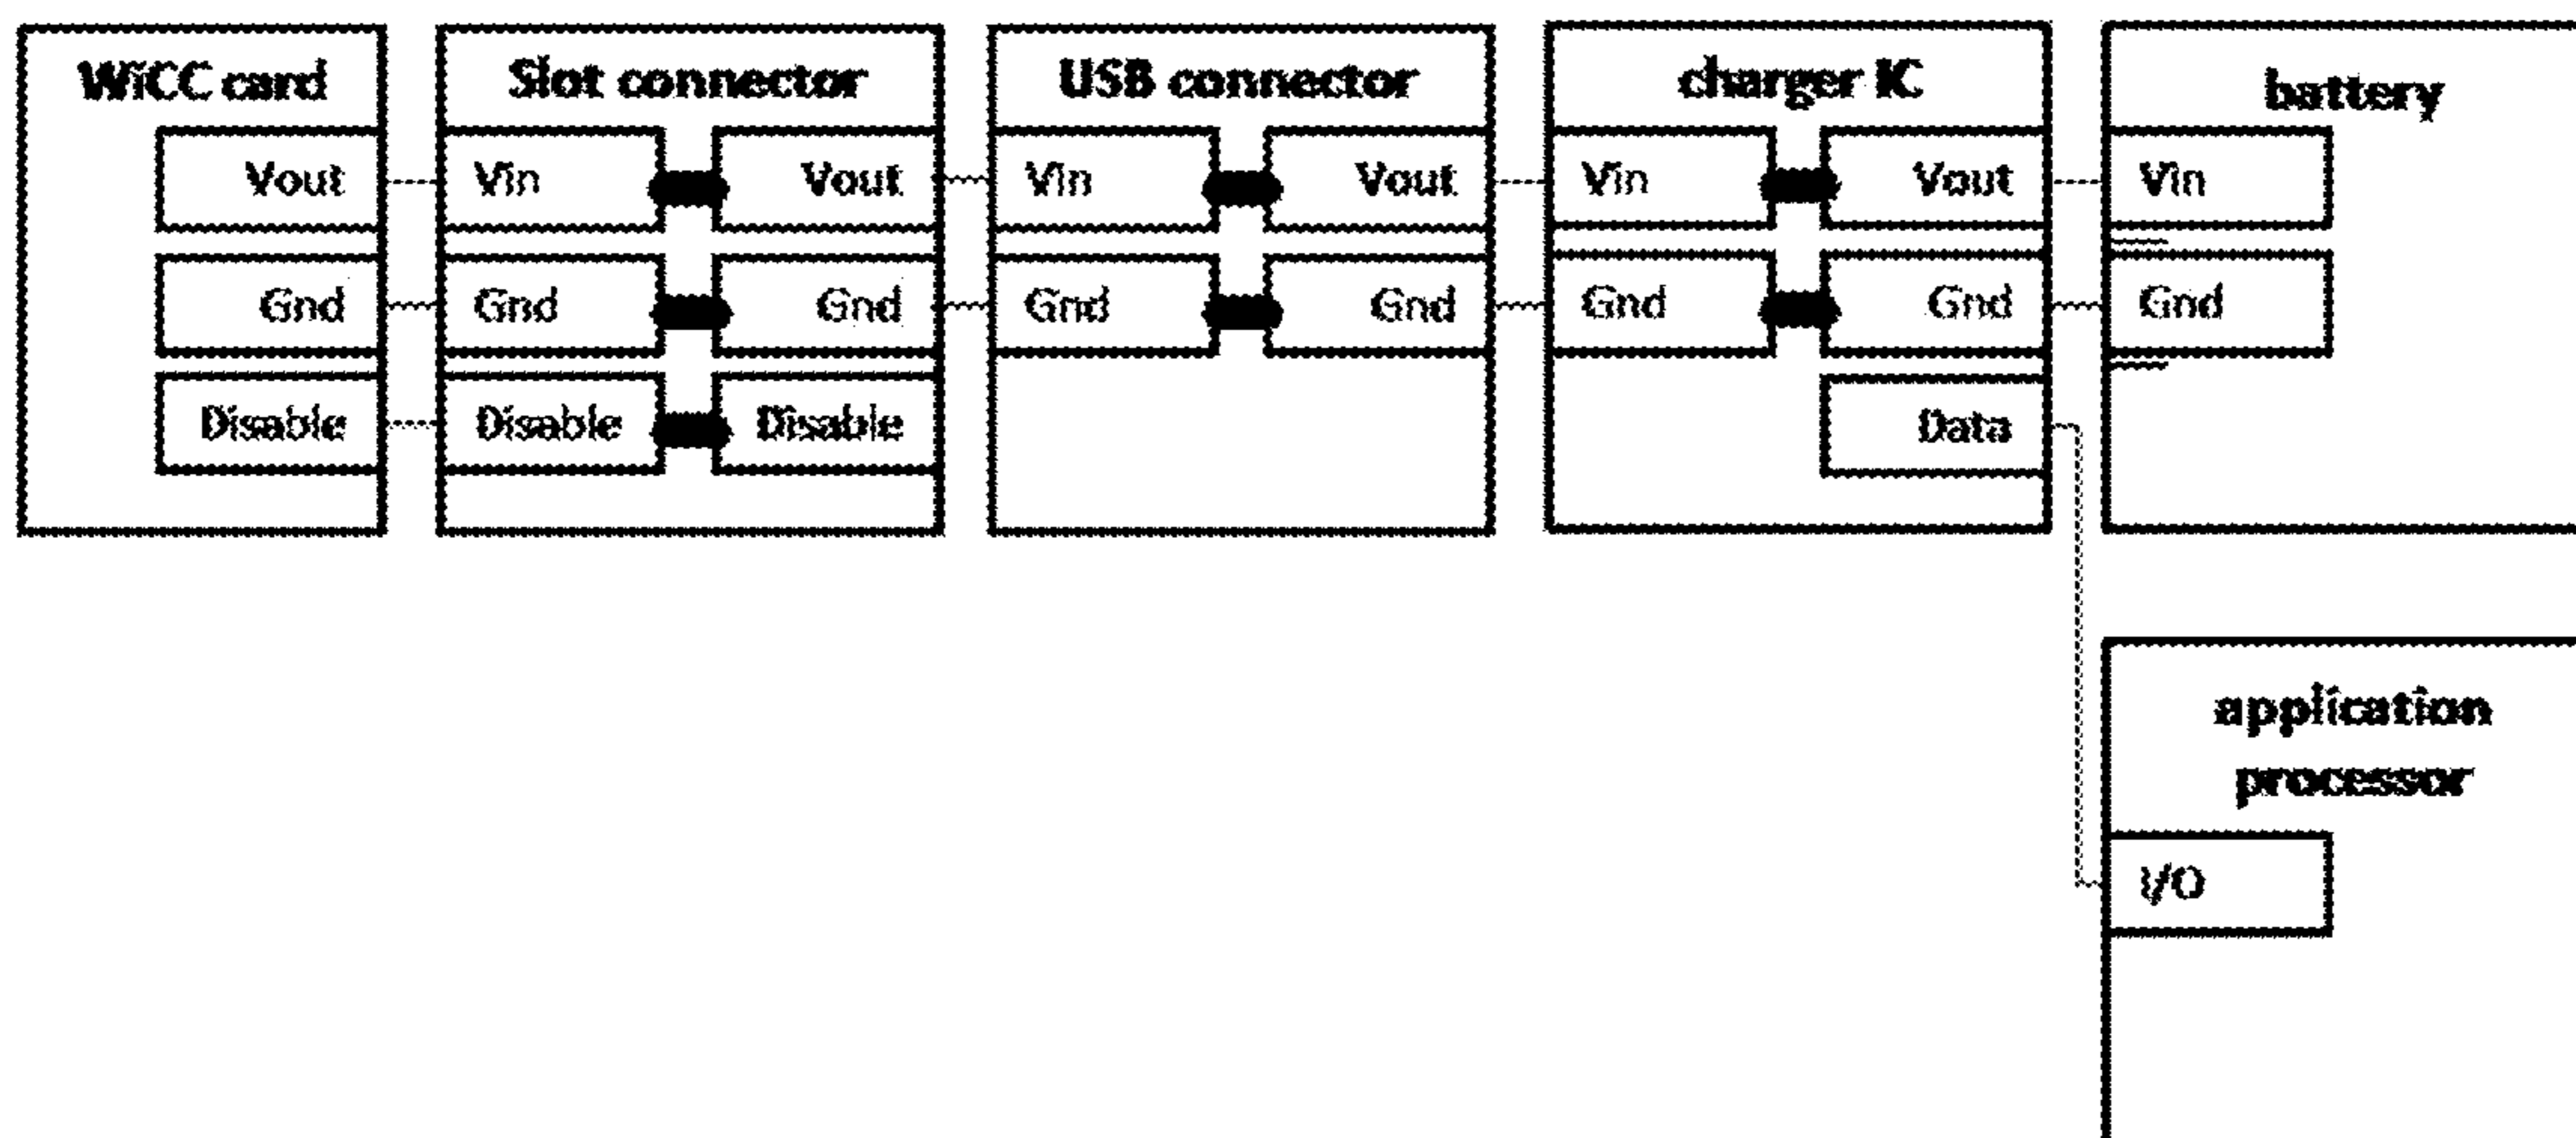 WiCC card
Slot connector
USB connector
charger IC
battery
Vout
Vin
Vout
Vin
Vout
Vin
Vout
Vin
Gnd
Gnd
Gnd
Gnd
Gnd
Gnd
Gnd
Gnd
Disable
Disable
Disable
Data
application
processor
I/O